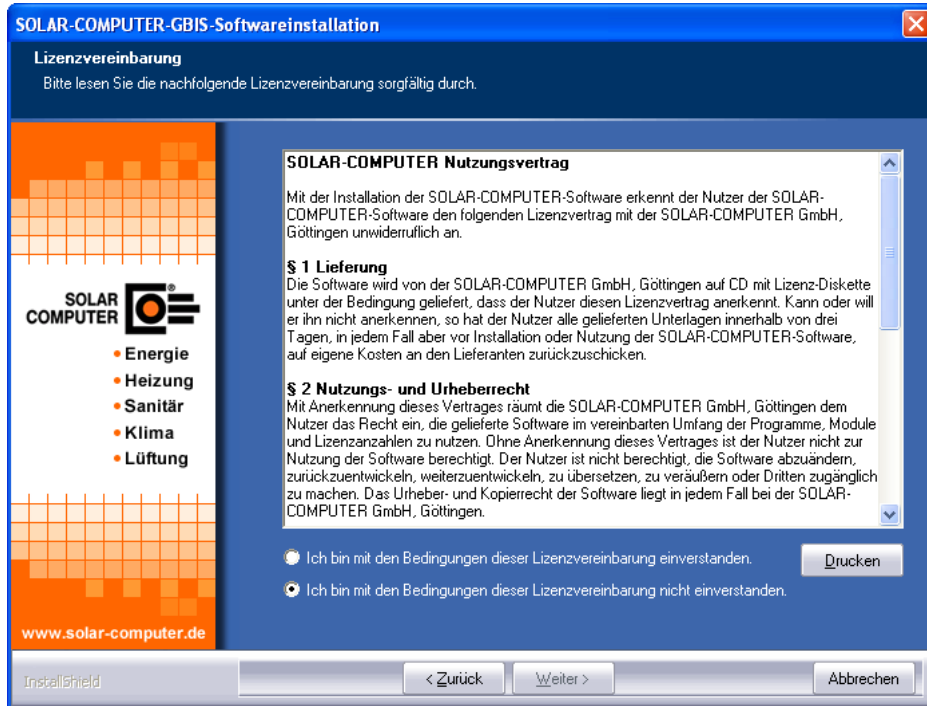 SOLAR-COMPUTER-GBIS-Softwareinstallation
Lizenzvereinbarung
Bitte lesen Sie die nachfolgende Lizenzvereinbarung sorgfältig durch.
SOLAR
COMPUTER
®
• Energie
• Heizung
• Sanitär
• Klima
• Lüftung
www.solar-computer.de
SOLAR-COMPUTER Nutzungsvertrag
Mit der Installation der SOLAR-COMPUTER-Software erkennt der Nutzer der SOLAR-
COMPUTER-Software den folgenden Lizenzvertrag mit der SOLAR-COMPUTER GmbH,
Göttingen unwiderruflich an.
§ 1 Lieferung
Die Software wird von der SOLAR-COMPUTER GmbH, Göttingen auf CD mit Lizenz-Diskette
unter der Bedingung geliefert, dass der Nutzer diesen Lizenzvertrag anerkennt. Kann oder will
er ihn nicht anerkennen, so hat der Nutzer alle gelieferten Unterlagen innerhalb von drei
Tagen, in jedem Fall aber vor Installation oder Nutzung der SOLAR-COMPUTER-Software,
auf eigene Kosten an den Lieferanten zurückzuschicken.
§ 2 Nutzungs- und Urheberrecht
Mit Anerkennung dieses Vertrages räumt die SOLAR-COMPUTER GmbH, Göttingen dem
Nutzer das Recht ein, die gelieferte Software im vereinbarten Umfang der Programme, Module
und Lizenzanzahlen zu nutzen. Ohne Anerkennung dieses Vertrages ist der Nutzer nicht zur
Nutzung der Software berechtigt. Der Nutzer ist nicht berechtigt, die Software abzuändern,
zurückzuentwickeln, weiterzuentwickeln, zu übersetzen, zu veräußern oder Dritten zugänglich
zu machen. Das Urheber- und Kopierrecht der Software liegt in jedem Fall bei der SOLAR-
COMPUTER GmbH, Göttingen.
Ich bin mit den Bedingungen dieser Lizenzvereinbarung einverstanden.
Drucken
Ich bin mit den Bedingungen dieser Lizenzvereinbarung nicht einverstanden.
InstallShield
< Zurück
Weiter >
Abbrechen